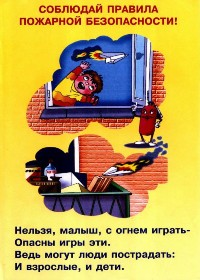 СОБЛЮДАЙ ПРАВИЛА
ПОЖАРНОЙ БЕЗОПАСНОСТИ!
Нельзя, малыш, с огнем играть-
Опасны игры эти.
Ведь могут люди пострадать:
И взрослые, и дети.